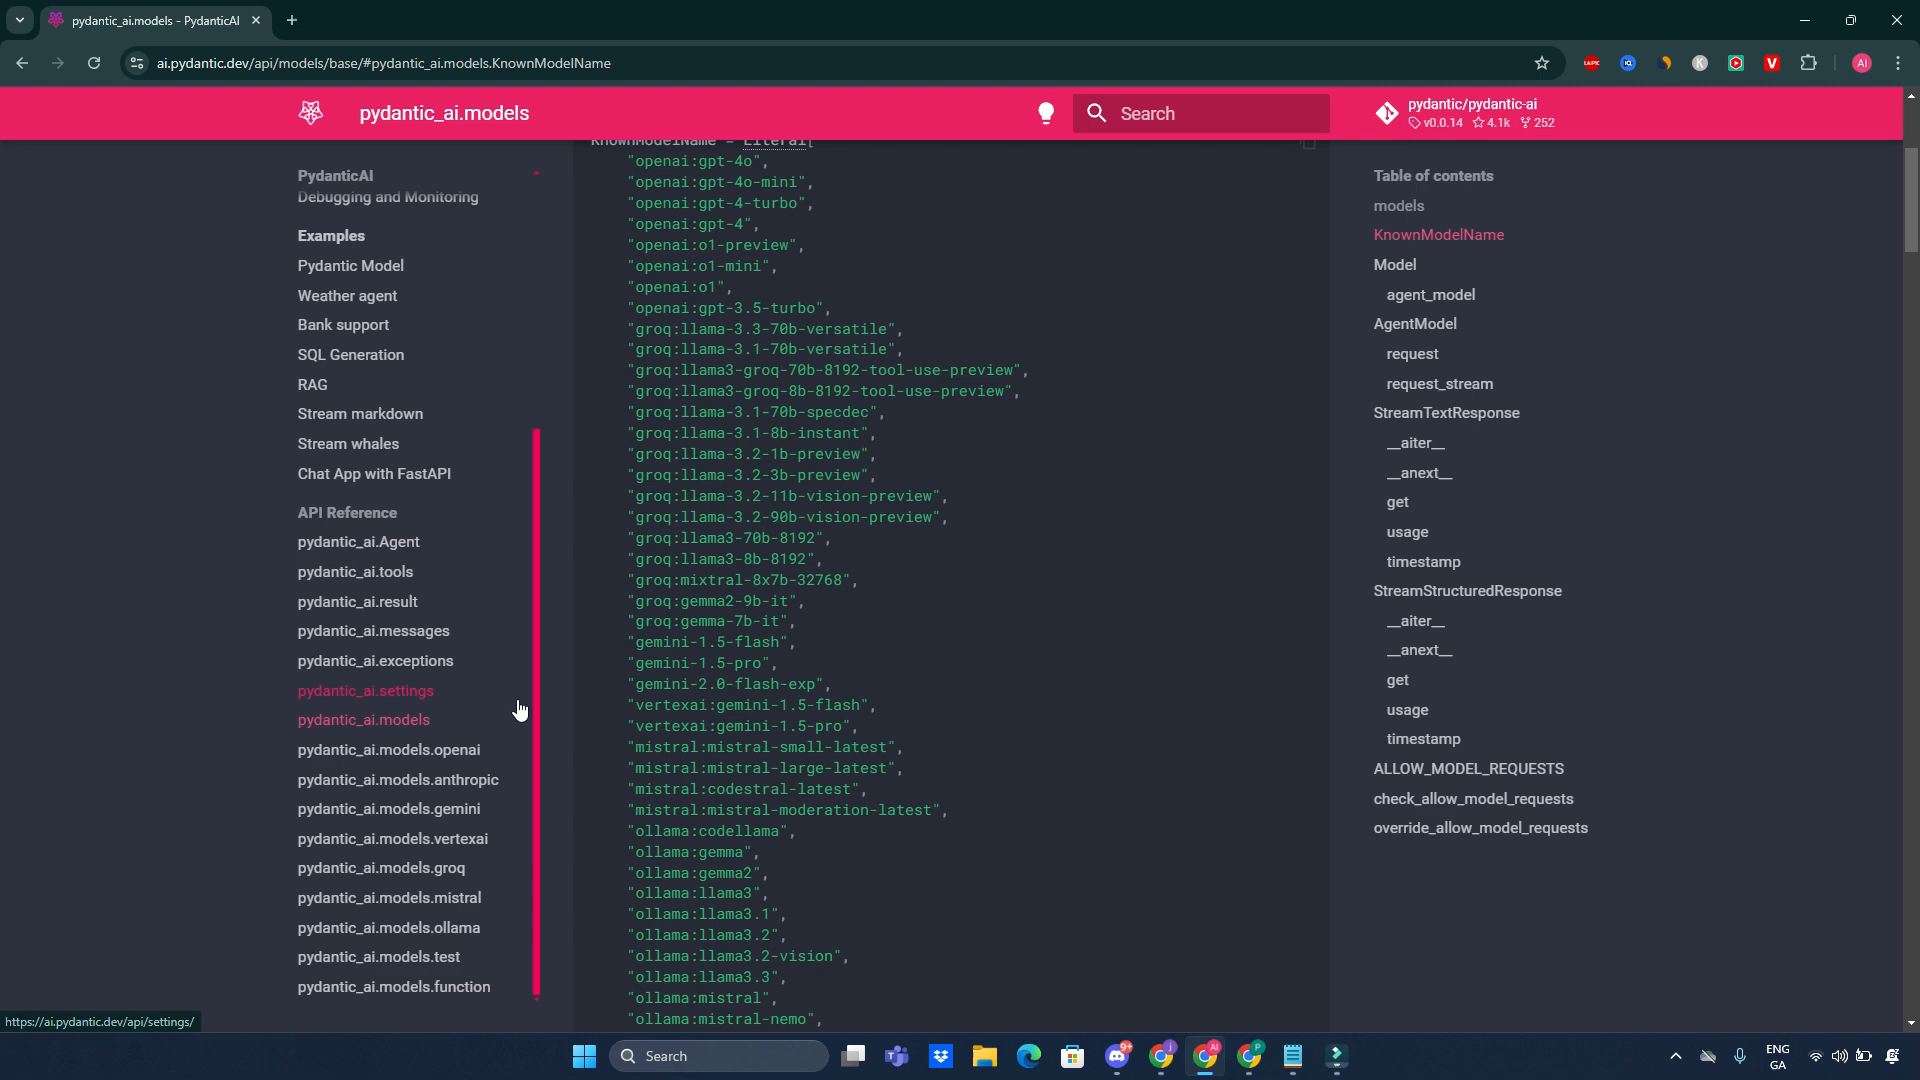 pydantic_ai.models - PydanticAI
ai.pydantic.dev/api/models/base/#pydantic_ai.models.KnownModelName
LAIPIC
IQ
K
V
AI
pydantic_ai.models
Search
pydantic/pydantic-ai
v0.0.14 4.1k 252
PydanticAI
Debugging and Monitoring
Examples
Pydantic Model
Weather agent
Bank support
SQL Generation
RAG
Stream markdown
Stream whales
Chat App with FastAPI
API Reference
pydantic_ai.Agent
pydantic_ai.tools
pydantic_ai.result
pydantic_ai.messages
pydantic_ai.exceptions
pydantic_ai.settings
pydantic_ai.models
pydantic_ai.models.openai
pydantic_ai.models.anthropic
pydantic_ai.models.gemini
pydantic_ai.models.vertexai
pydantic_ai.models.groq
pydantic_ai.models.mistral
pydantic_ai.models.ollama
pydantic_ai.models.test
pydantic_ai.models.function
KnownModelName = Literal[
"openai:gpt-4o",
"openai:gpt-4o-mini",
"openai:gpt-4-turbo",
"openai:gpt-4",
"openai:o1-preview",
"openai:o1-mini",
"openai:o1",
"openai:gpt-3.5-turbo",
"groq:llama-3.3-70b-versatile",
"groq:llama-3.1-70b-versatile",
"groq:llama3-groq-70b-8192-tool-use-preview",
"groq:llama3-groq-8b-8192-tool-use-preview",
"groq:llama-3.1-70b-specdec",
"groq:llama-3.1-8b-instant",
"groq:llama-3.2-1b-preview",
"groq:llama-3.2-3b-preview",
"groq:llama-3.2-11b-vision-preview",
"groq:llama-3.2-90b-vision-preview",
"groq:llama3-70b-8192",
"groq:llama3-8b-8192",
"groq:mixtral-8x7b-32768",
"groq:gemma2-9b-it",
"groq:gemma-7b-it",
"gemini-1.5-flash",
"gemini-1.5-pro",
"gemini-2.0-flash-exp",
"vertexai:gemini-1.5-flash",
"vertexai:gemini-1.5-pro",
"mistral:mistral-small-latest",
"mistral:mistral-large-latest",
"mistral:codestral-latest",
"mistral:mistral-moderation-latest",
"ollama:codellama",
"ollama:gemma",
"ollama:gemma2",
"ollama:llama3",
"ollama:llama3.1",
"ollama:llama3.2",
"ollama:llama3.2-vision",
"ollama:llama3.3",
"ollama:mistral",
"ollama:mistral-nemo",
Table of contents
models
KnownModelName
Model
agent_model
AgentModel
request
request_stream
StreamTextResponse
__aiter__
__anext__
get
usage
timestamp
StreamStructuredResponse
__aiter__
__anext__
get
usage
timestamp
ALLOW_MODEL_REQUESTS
check_allow_model_requests
override_allow_model_requests
https://ai.pydantic.dev/api/settings/
Search
9+
j
AI
P
ENG
GA